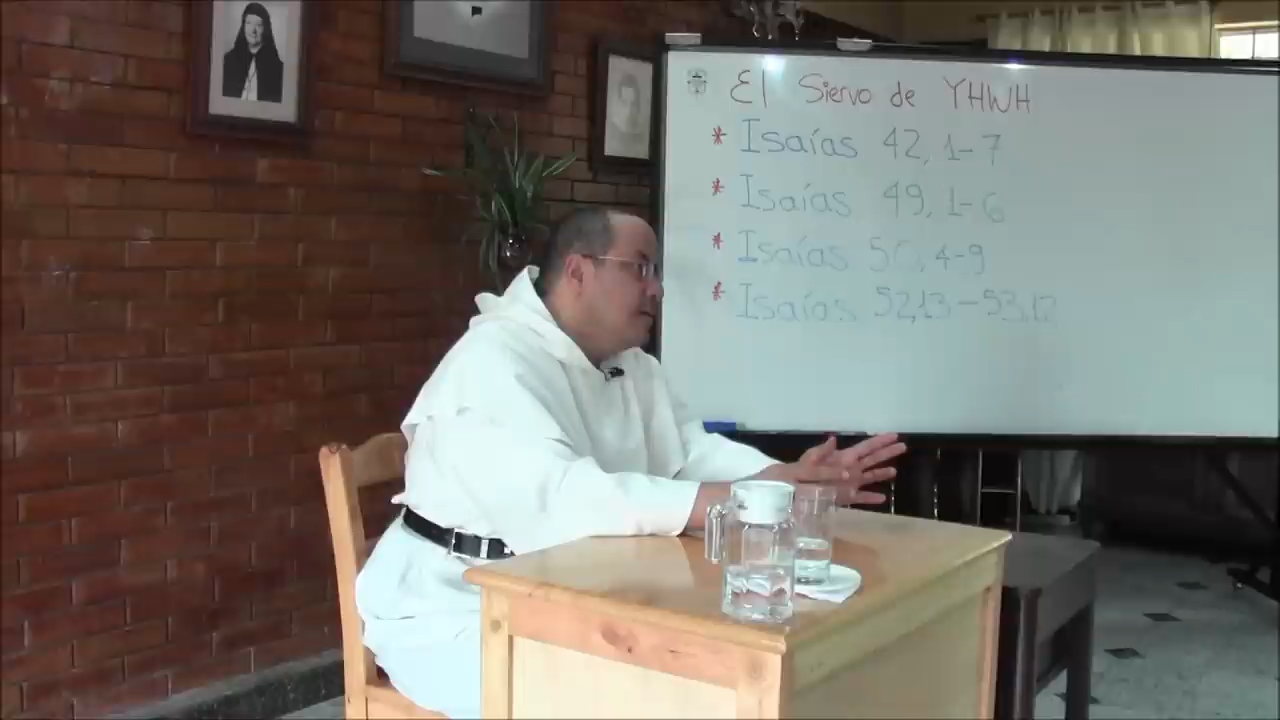 El Siervo de YHWH
* Isaías 42, 1-7
* Isaías 49, 1-6
* Isaías 50, 4-9
* Isaías 52,13-53,12